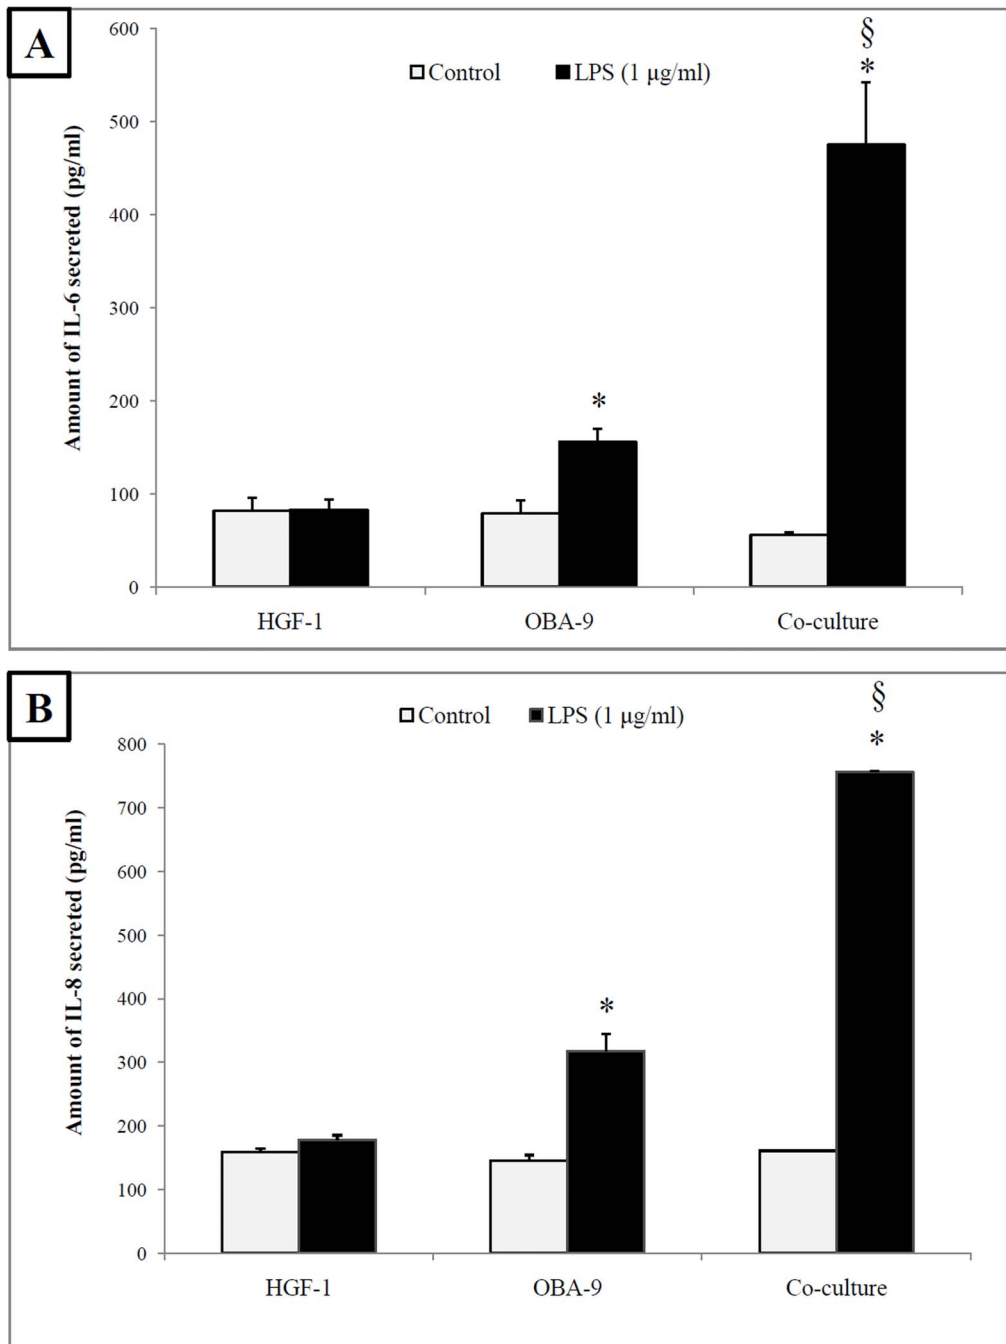 A
600
500
400
300
200
100
0
Amount of IL-6 secreted (pg/ml)
Control
LPS (1 µg/ml)
*
§
*
HGF-1
OBA-9
Co-culture
B
800
700
600
500
400
300
200
100
0
Amount of IL-8 secreted (pg/ml)
Control
LPS (1 µg/ml)
*
§
*
HGF-1
OBA-9
Co-culture